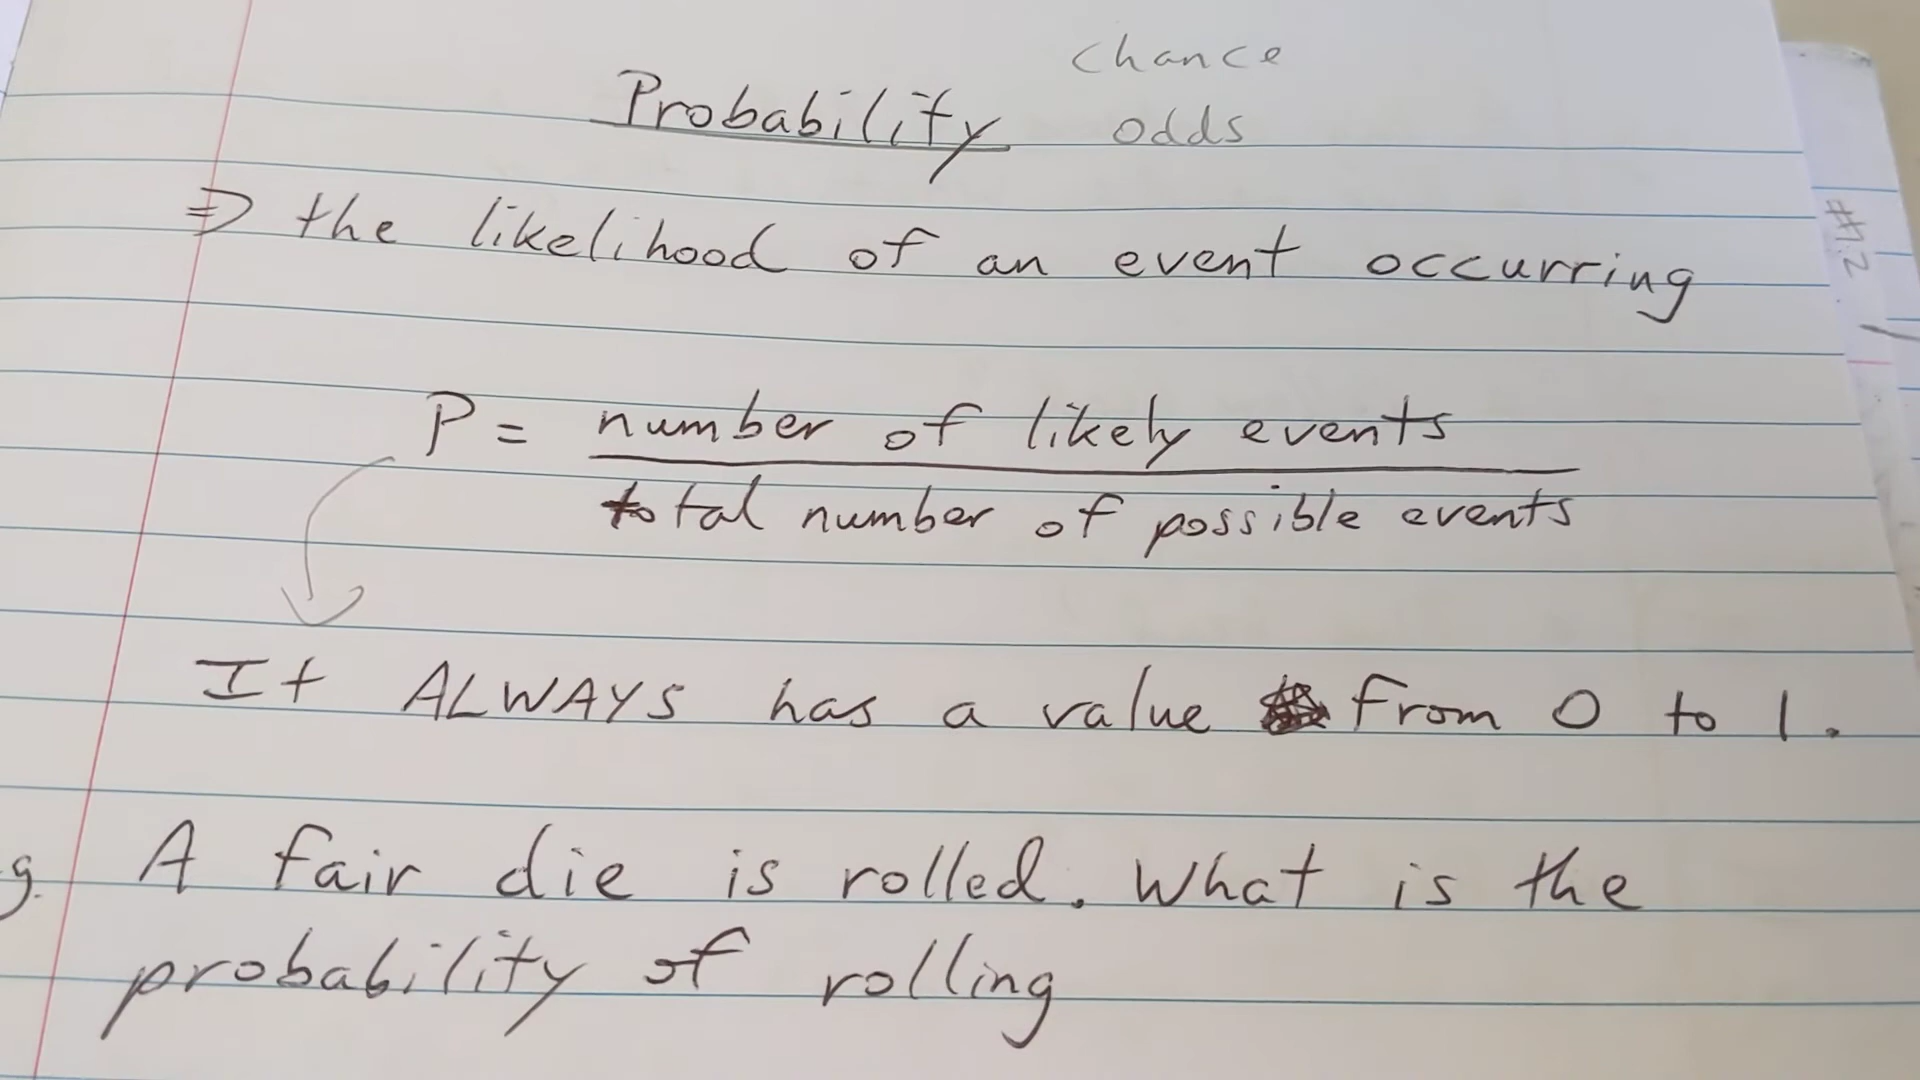 chance
Probability odds
⇒ the likelihood of an event occurring
P = number of likely events
total number of possible events
It ALWAYS has a value from 0 to 1.
g. A fair die is rolled. What is the
probability of rolling
#12